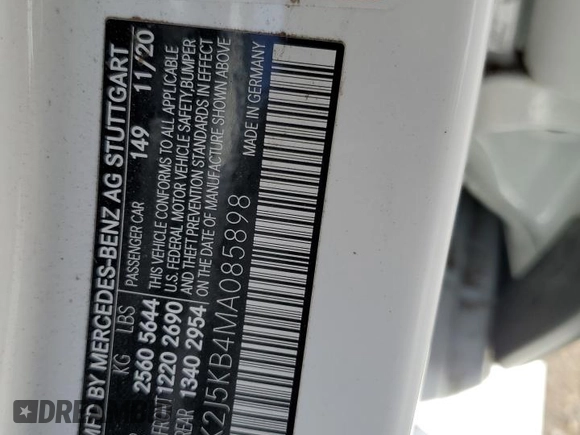 MFD BY MERCEDES-BENZ AG STUTTGART
KG LBS PASSENGER CAR 149 11/20
2560 5644 THIS VEHICLE CONFORMS TO ALL APPLICABLE
FRONT 1220 2690 U.S. FEDERAL MOTOR VEHICLE SAFETY, BUMPER
REAR 1340 2954 AND THEFT PREVENTION STANDARDS IN EFFECT
ON THE DATE OF MANUFACTURE SHOWN ABOVE
K2J5KB4MA085898 MADE IN GERMANY